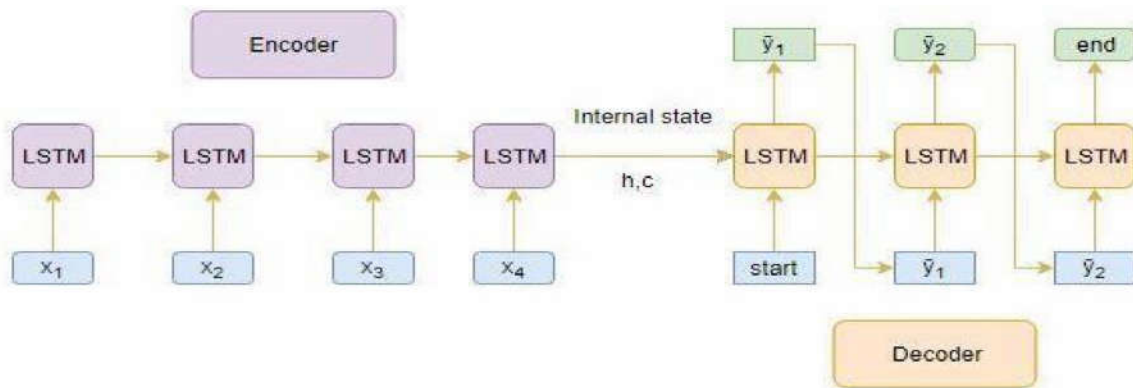 Encoder
ȳ₁ ȳ₂ end
Internal state
LSTM LSTM LSTM LSTM LSTM LSTM LSTM
h,c
x₁ x₂ x₃ x₄ start ȳ₁ ȳ₂
Decoder